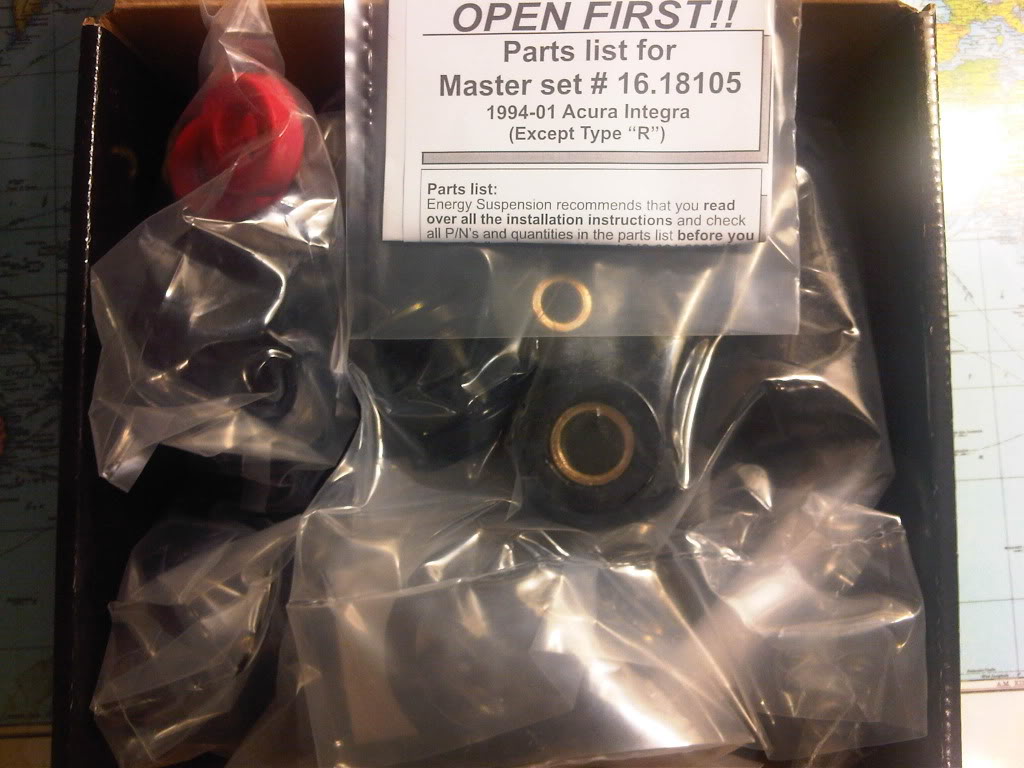 OPEN FIRST!!
Parts list for
Master set # 16.18105
1994-01 Acura Integra
(Except Type “R”)
Parts list:
Energy Suspension recommends that you read
over all the installation instructions and check
all P/N's and quantities in the parts list before you